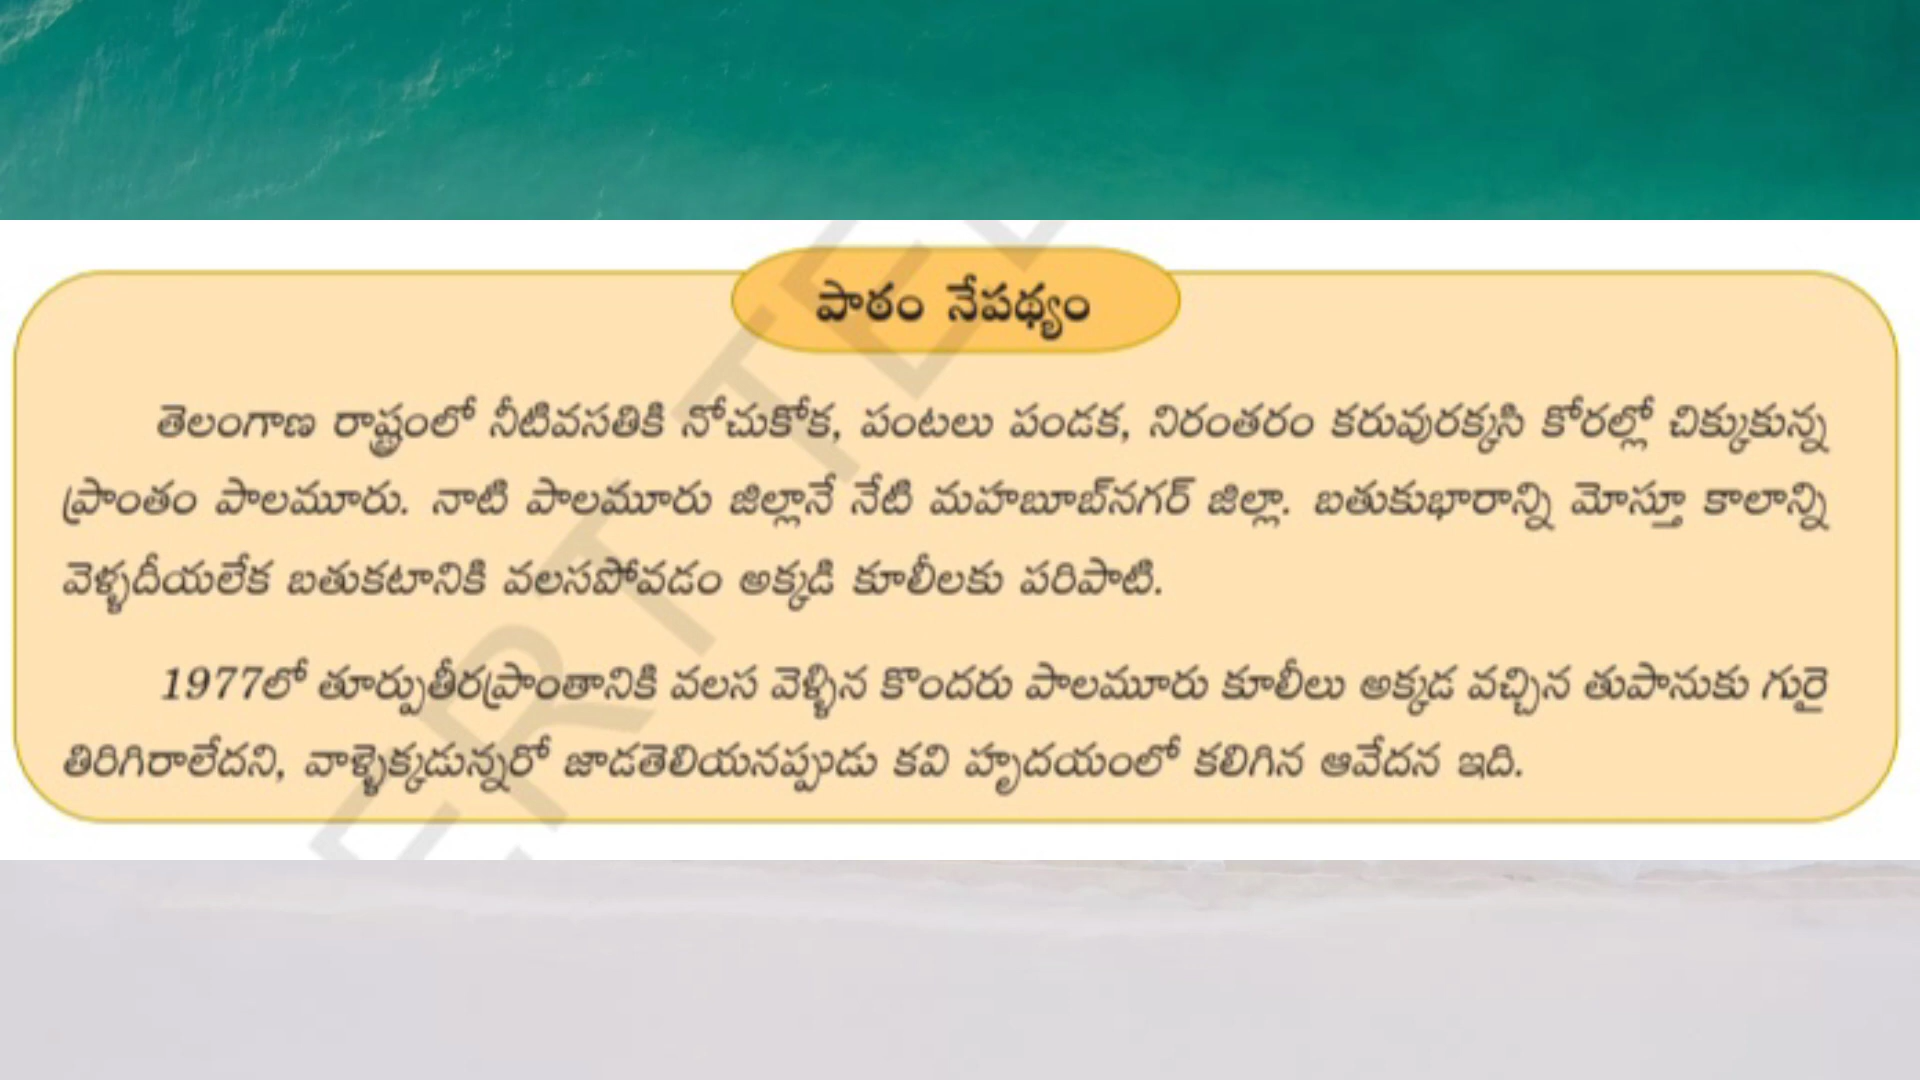 పాఠం నేపథ్యం
తెలంగాణ రాష్ట్రంలో నీటివసతికి నోచుకోక, పంటలు పండక, నిరంతరం కరువురక్కసి కోరల్లో చిక్కుకున్న
ప్రాంతం పాలమూరు. నాటి పాలమూరు జిల్లానే నేటి మహబూబ్‌నగర్ జిల్లా. బతుకుభారాన్ని మోస్తూ కాలాన్ని
వెళ్ళదీయలేక బతుకటానికి వలసపోవడం అక్కడి కూలీలకు పరిపాటి.
1977లో తూర్పుతీరప్రాంతానికి వలస వెళ్ళిన కొందరు పాలమూరు కూలీలు అక్కడ వచ్చిన తుపానుకు గురై
తిరిగిరాలేదని, వాళ్ళెక్కడున్నరో జాడతెలియనప్పుడు కవి హృదయంలో కలిగిన ఆవేదన ఇది.